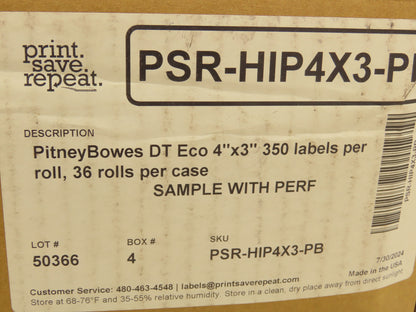 print.
save.
repeat.
PSR-HIP4X3-P
DESCRIPTION
PitneyBowes DT Eco 4"x3" 350 labels per
roll, 36 rolls per case
SAMPLE WITH PERF
LOT #
BOX #
SKU
50366
4
PSR-HIP4X3-PB
7/30/2024
Made in the USA
Customer Service: 480-463-4548 | labels@printsaverepeat.com
Store at 68-76°F and 35-55% relative humidity. Store in a clean, dry place away from direct sunlight